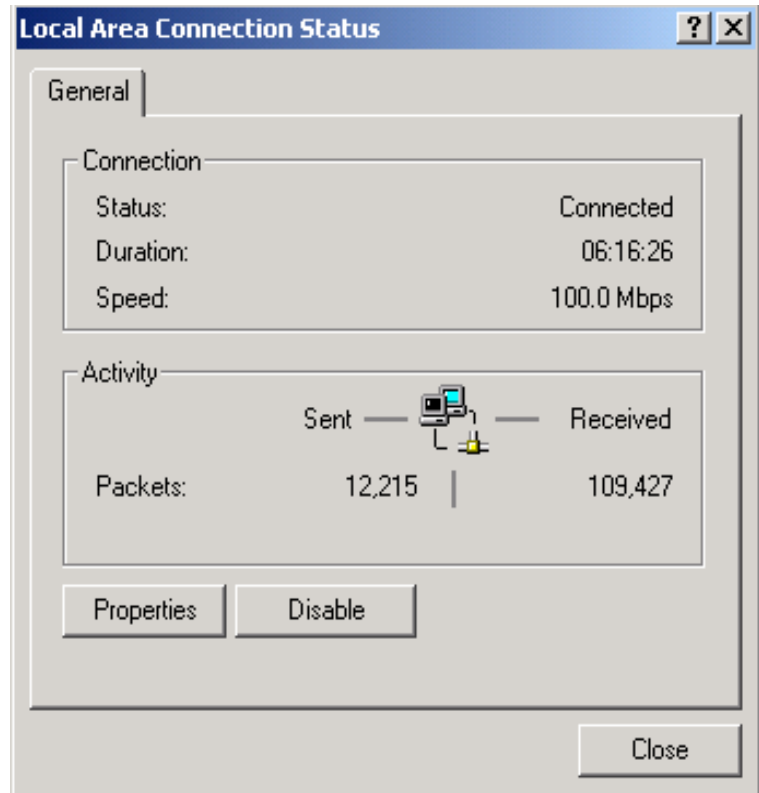 Local Area Connection Status
General
Connection
Status: Connected
Duration: 06:16:26
Speed: 100.0 Mbps
Activity
Sent Received
Packets: 12,215 109,427
Properties Disable
Close